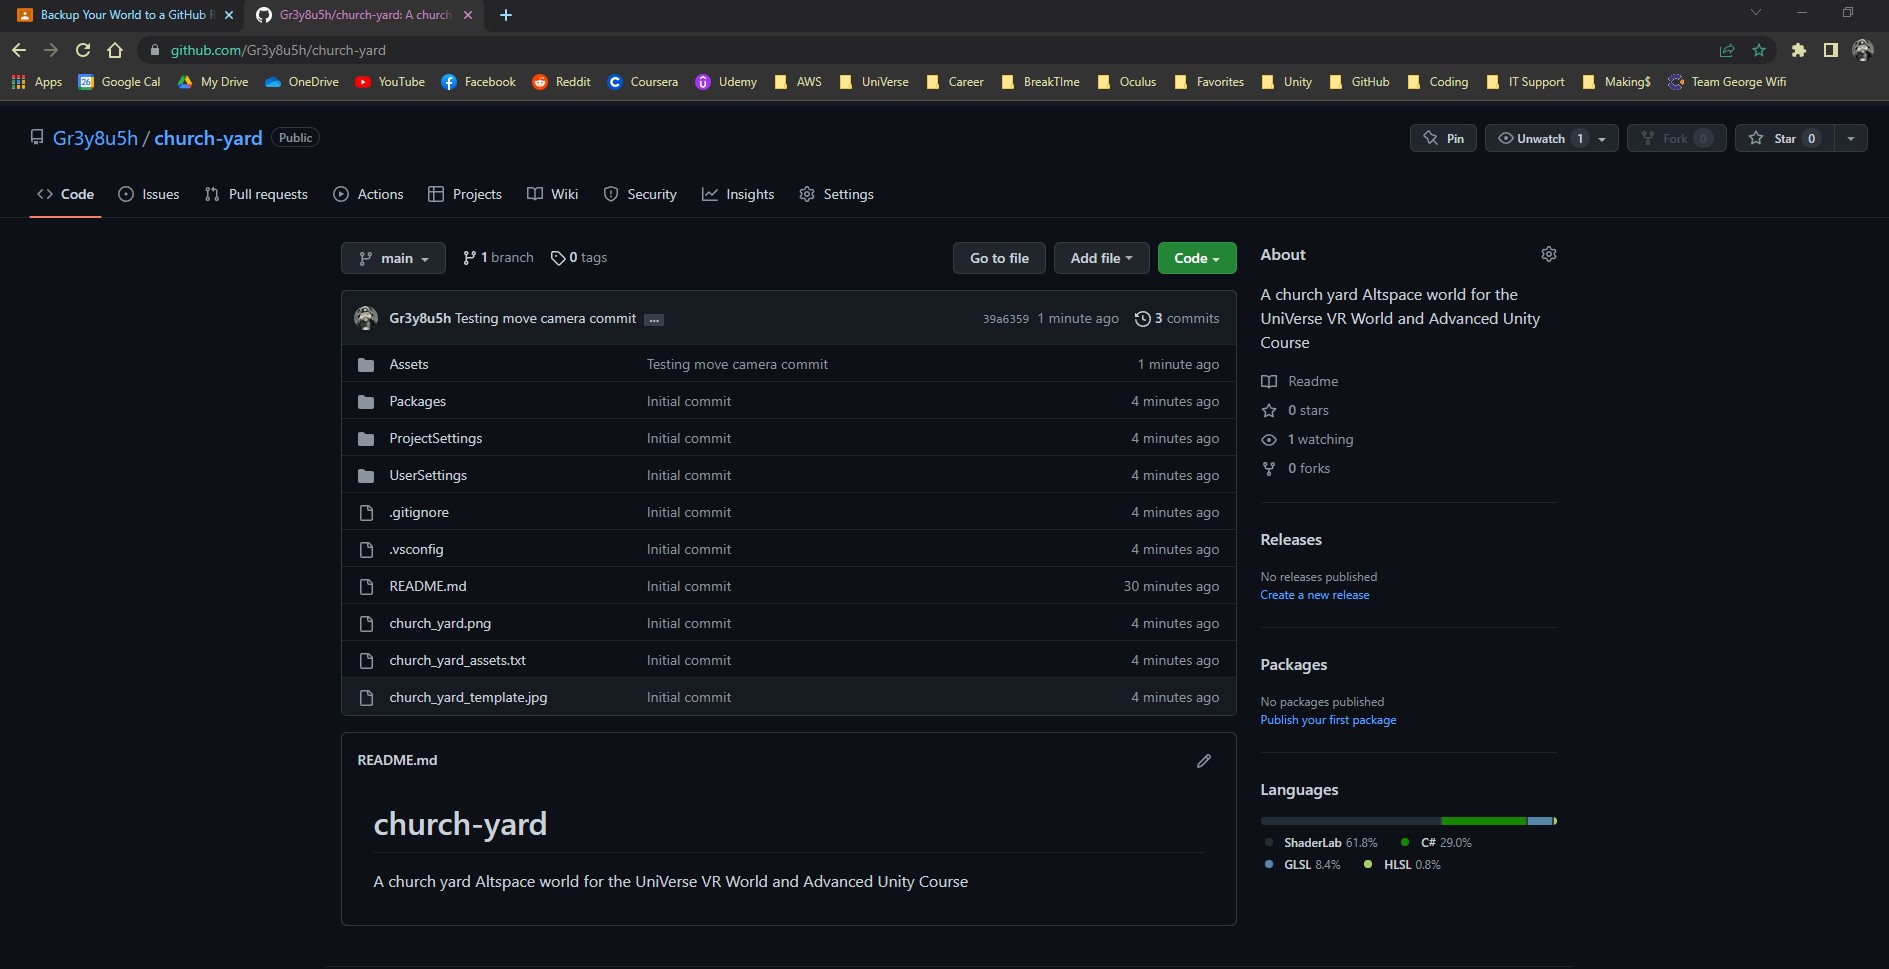 Backup Your World to a GitHub R
Gr3y8u5h/church-yard: A church
github.com/Gr3y8u5h/church-yard
Apps 26 Google Cal My Drive OneDrive YouTube Facebook Reddit Coursera Udemy AWS UniVerse Career BreakTIme Oculus Favorites Unity GitHub Coding IT Support Making$ Team George Wifi
Gr3y8u5h / church-yard Public
Pin Unwatch 1 Fork 0 Star 0
Code Issues Pull requests Actions Projects Wiki Security Insights Settings
main 1 branch 0 tags Go to file Add file Code
Gr3y8u5h Testing move camera commit ... 39a6359 1 minute ago 3 commits
Assets Testing move camera commit 1 minute ago
Packages Initial commit 4 minutes ago
ProjectSettings Initial commit 4 minutes ago
UserSettings Initial commit 4 minutes ago
.gitignore Initial commit 4 minutes ago
.vsconfig Initial commit 4 minutes ago
README.md Initial commit 30 minutes ago
church_yard.png Initial commit 4 minutes ago
church_yard_assets.txt Initial commit 4 minutes ago
church_yard_template.jpg Initial commit 4 minutes ago
README.md
church-yard
A church yard Altspace world for the UniVerse VR World and Advanced Unity Course
About
A church yard Altspace world for the
UniVerse VR World and Advanced Unity
Course
Readme
0 stars
1 watching
0 forks
Releases
No releases published
Create a new release
Packages
No packages published
Publish your first package
Languages
ShaderLab 61.8% C# 29.0%
GLSL 8.4% HLSL 0.8%